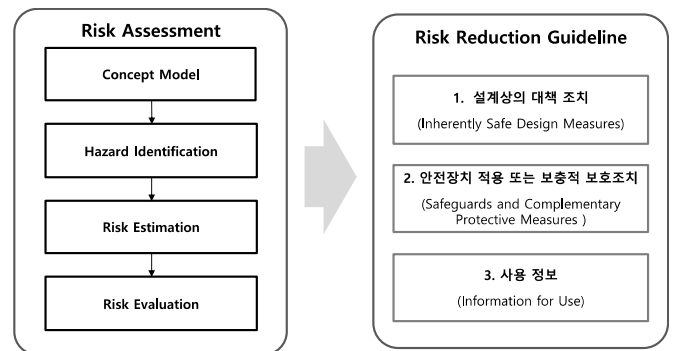 Risk Assessment
Concept Model
Hazard Identification
Risk Estimation
Risk Evaluation
Risk Reduction Guideline
1. 설계상의 대책 조치
(Inherently Safe Design Measures)
2. 안전장치 적용 또는 보충적 보호조치
(Safeguards and Complementary
Protective Measures )
3. 사용 정보
(Information for Use)